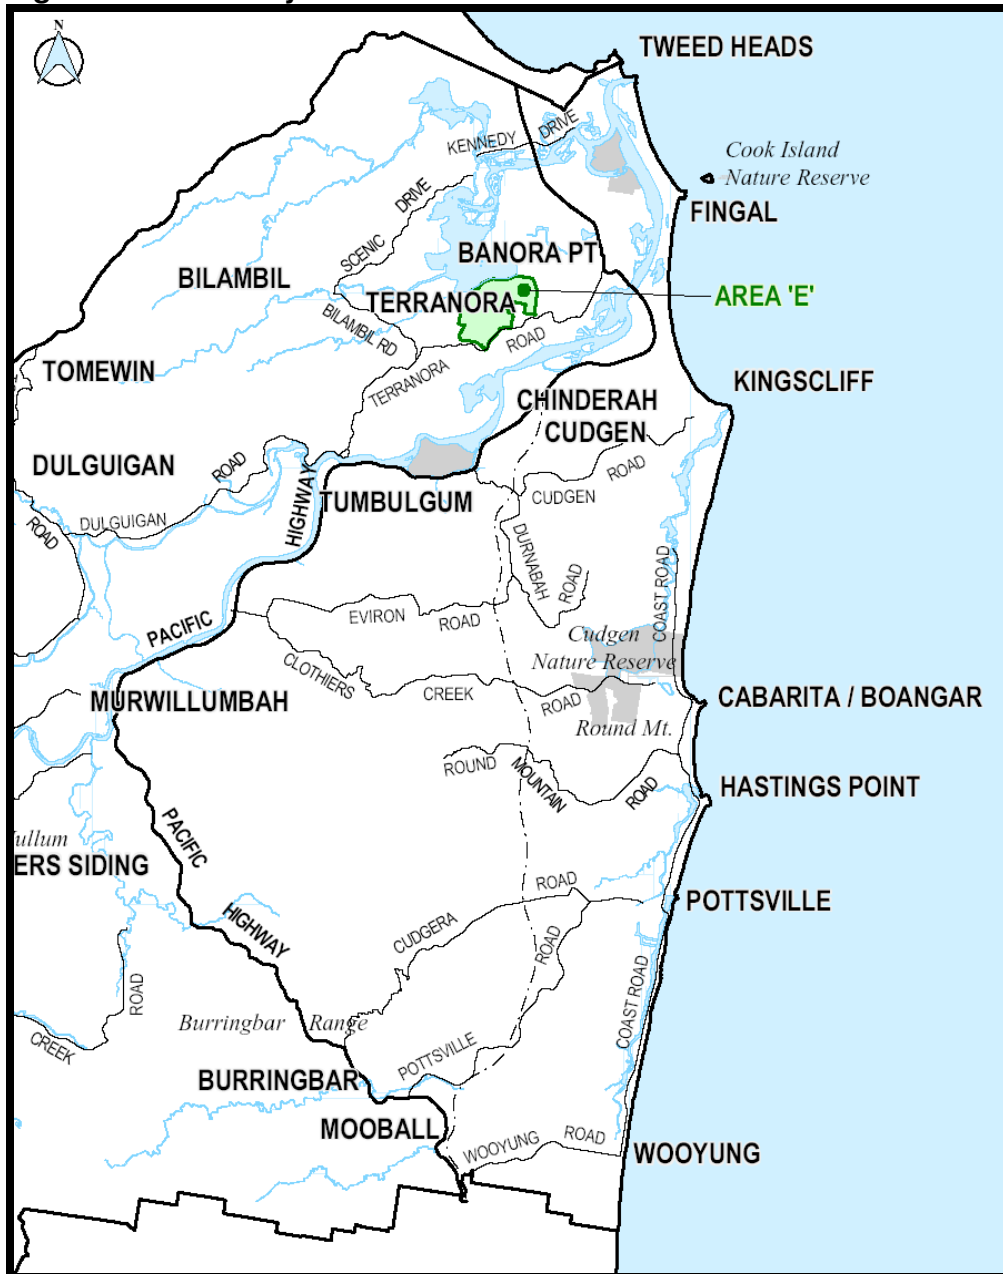 N
TWEED HEADS
KENNEDY DRIVE
Cook Island
Nature Reserve
FINGAL
SCENIC DRIVE
BANORA PT
BILAMBIL
TERRANORA
AREA 'E'
BILAMBIL RD
TERRANORA ROAD
TOMEWIN
KINGSCLIFF
CHINDERAH
CUDGEN
DULGUIGAN
ROAD
CUDGEN ROAD
TUMBULGUM
HIGHWAY
DULGUIGAN
ROAD
DURNABAH ROAD
COAST ROAD
PACIFIC
EVIRON ROAD
Cudgen
Nature Reserve
CLOTHIERS CREEK ROAD
MURWILLUMBAH
CABARITA / BOANGAR
Round Mt.
ROUND MOUNTAIN ROAD
HASTINGS POINT
PACIFIC
ullum
ERS SIDING
ROAD
POTTSVILLE
HIGHWAY
CUDGERA
ROAD
ROAD
COAST ROAD
Burringbar Range
CREEK
POTTSVILLE
BURRINGBAR
MOOBALL
WOOYUNG ROAD
WOOYUNG